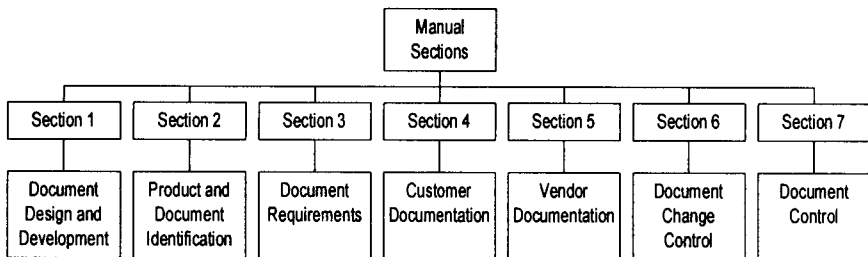 Manual
Sections
Section 1
Section 2
Section 3
Section 4
Section 5
Section 6
Section 7
Document
Design and
Development
Product and
Document
Identification
Document
Requirements
Customer
Documentation
Vendor
Documentation
Document
Change
Control
Document
Control